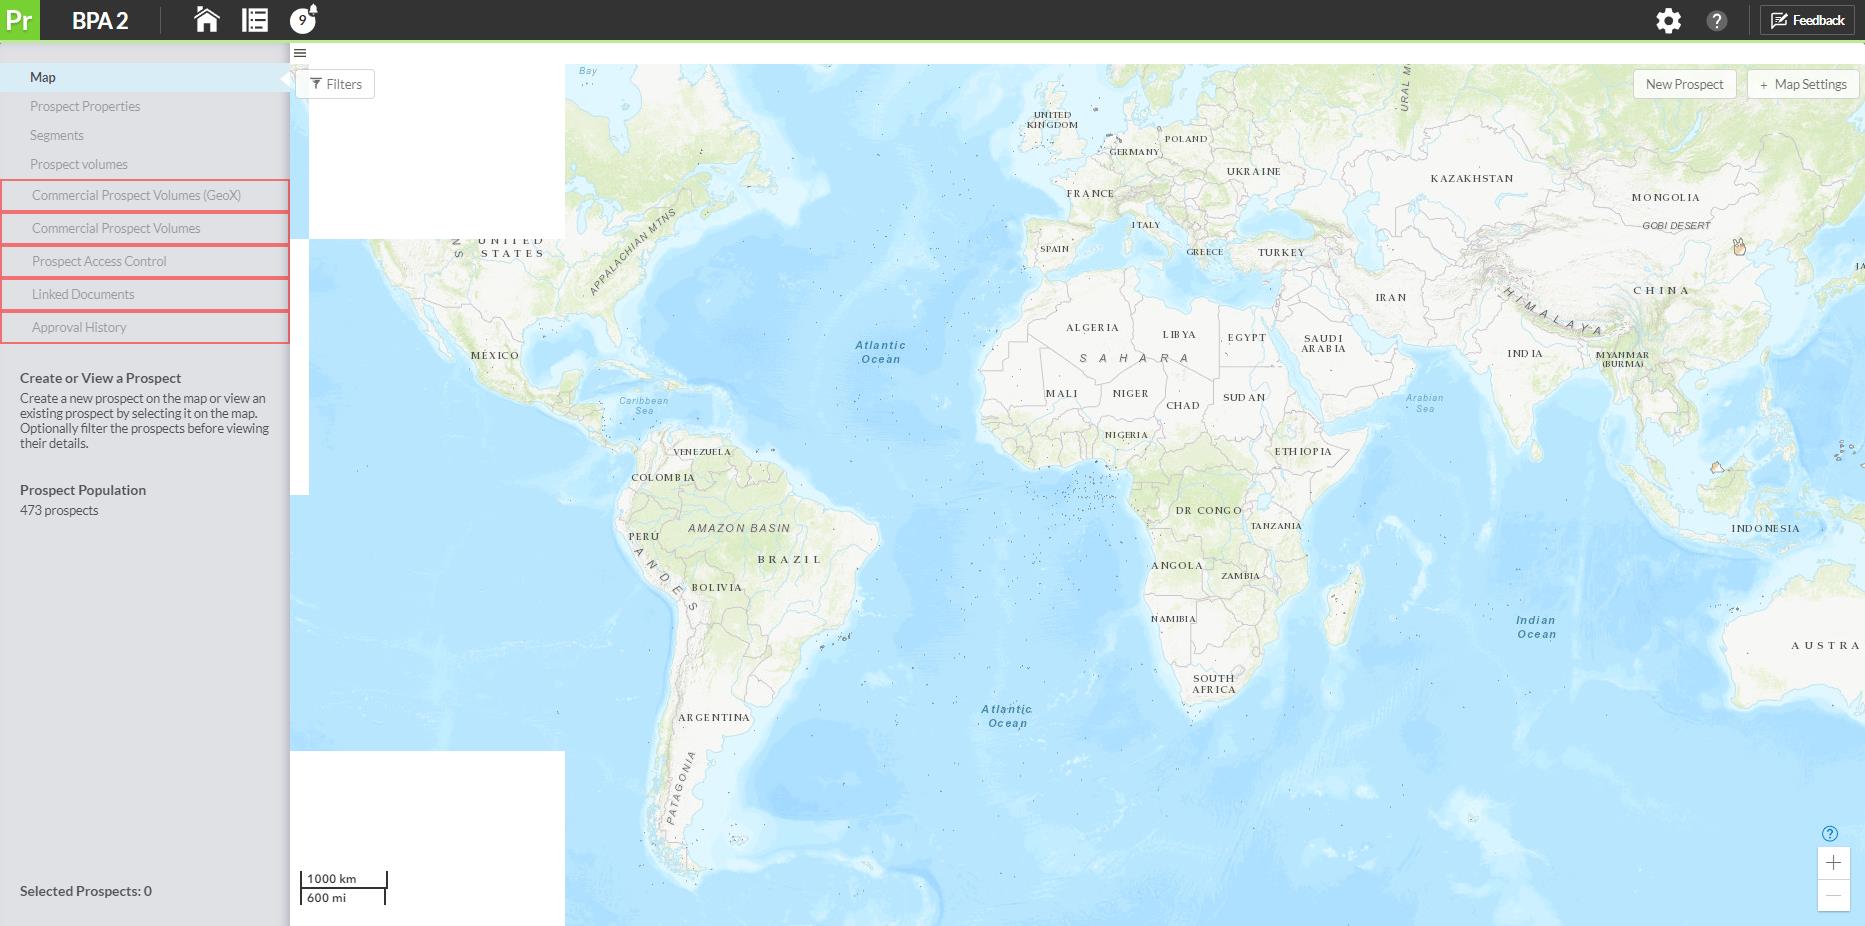 Pr BPA 2 9 Feedback
Map
Prospect Properties
Segments
Prospect volumes
Commercial Prospect Volumes (GeoX)
Commercial Prospect Volumes
Prospect Access Control
Linked Documents
Approval History
Create or View a Prospect
Create a new prospect on the map or view an
existing prospect by selecting it on the map.
Optionally filter the prospects before viewing
their details.
Prospect Population
473 prospects
Selected Prospects: 0
Filters
New Prospect
+ Map Settings
Bay
URAL M
UNITED
KINGDOM
POLAND
GERMANY
UKRAINE
FRANCE
KAZAKHSTAN
MONGOLIA
GOBI DESERT
ITALY
SPAIN
GREECE
TURKEY
UNITED
STATES
APPALACHIAN MTNS
IRAN
CHINA
HIMALAYA
ALGERIA
LIBYA
EGYPT
SAUDI
ARABIA
SAHARA
INDIA
MYANMAR
(BURMA)
Atlantic
Ocean
MÉXICO
MALI
NIGER
CHAD
SUDAN
Caribbean
Sea
Arabian
Sea
NIGERIA
ETHIOPIA
VENEZUELA
COLOMBIA
DR CONGO
TANZANIA
AMAZON BASIN
PERÚ
BRAZIL
INDONESIA
ANDES
BOLIVIA
ANGOLA
ZAMBIA
NAMIBIA
Indian
Ocean
AUSTRA
SOUTH
AFRICA
Atlantic
Ocean
ARGENTINA
PATAGONIA
1000 km
600 mi